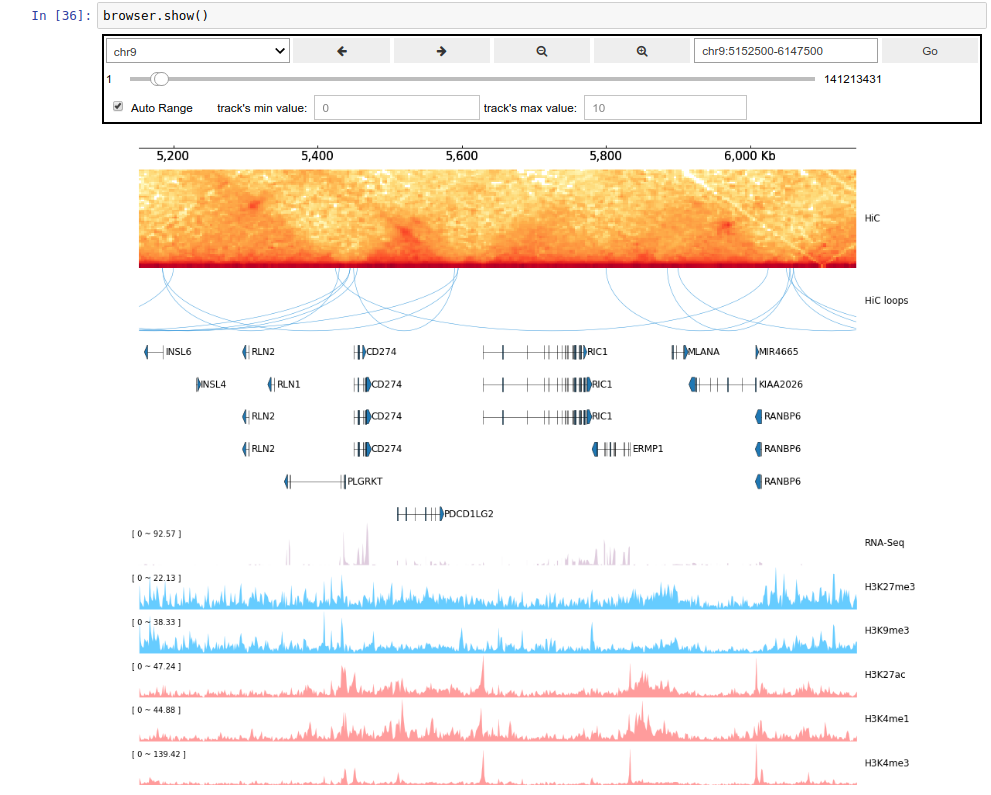 In [36]: browser.show()
chr9 chr9:5152500-6147500 Go
1 141213431
Auto Range track's min value: 0 track's max value: 10
5,200 5,400 5,600 5,800 6,000 Kb
HiC
HiC loops
INSL6 RLN2 CD274 RIC1 MLANA MIR4665
INSL4 RLN1 CD274 RIC1 KIAA2026
RLN2 CD274 RIC1 RANBP6
RLN2 CD274 ERMP1 RANBP6
PLGRKT RANBP6
PDCD1LG2
[ 0 ~ 92.57 ] RNA-Seq
[ 0 ~ 22.13 ] H3K27me3
[ 0 ~ 38.33 ] H3K9me3
[ 0 ~ 47.24 ] H3K27ac
[ 0 ~ 44.88 ] H3K4me1
[ 0 ~ 139.42 ] H3K4me3